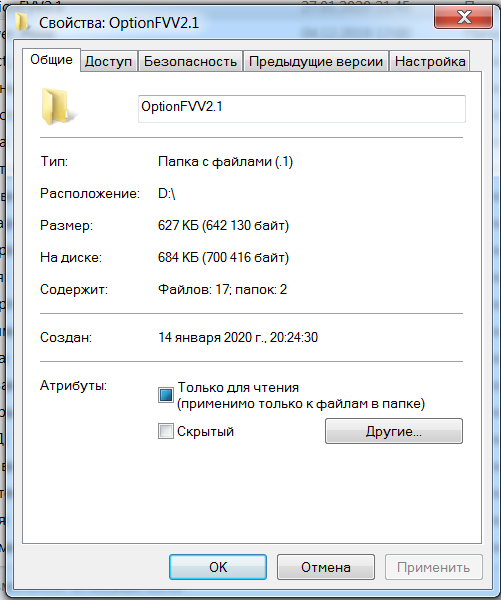 Свойства: OptionFVV2.1
Общие Доступ Безопасность Предыдущие версии Настройка
OptionFVV2.1
Тип: Папка с файлами (.1)
Расположение: D:\
Размер: 627 КБ (642 130 байт)
На диске: 684 КБ (700 416 байт)
Содержит: Файлов: 17; папок: 2
Создан: 14 января 2020 г., 20:24:30
Атрибуты: Только для чтения
(применимо только к файлам в папке)
Скрытый Другие...
OK Отмена Применить